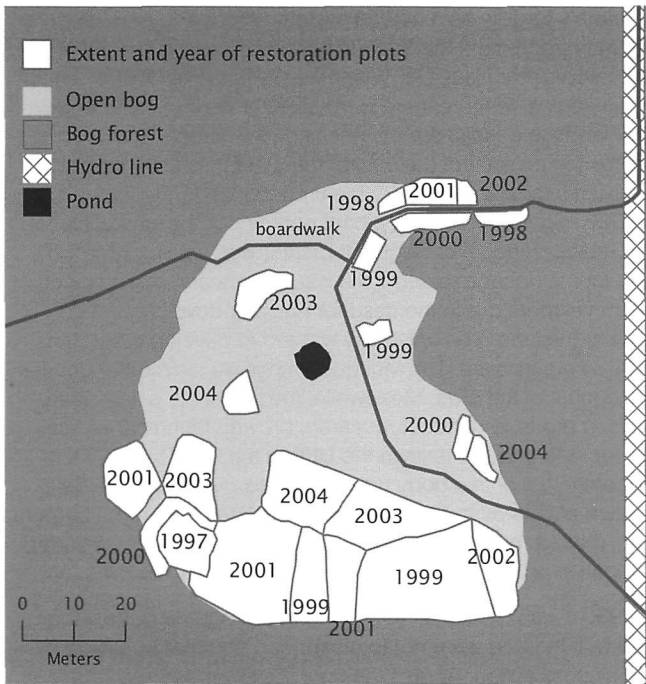 Extent and year of restoration plots
Open bog
Bog forest
Hydro line
Pond
2002
2001
1998
boardwalk
2000
1998
1999
2003
1999
2004
2000
2004
2001
2003
2004
2003
1997
2000
2001
1999
2002
1999
2001
0 10 20
Meters